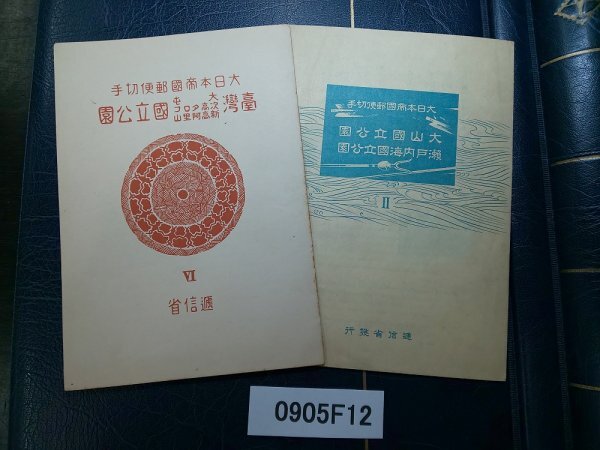 大日本帝國郵便切手
臺灣
大屯
次高タロコ
新高阿里山
國立公園
VI
遞信省
大日本帝國郵便切手
大山國立公園
瀬戸内海國立公園
II
遞信省發行
0905F12